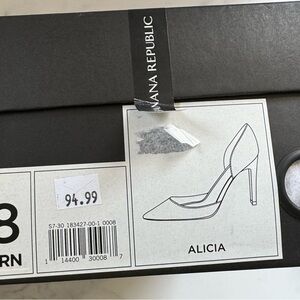 NANA REPUBLIC
8
RN
94.99
S7-30 183427-00-1 0008
1 14400 30008 7
ALICIA